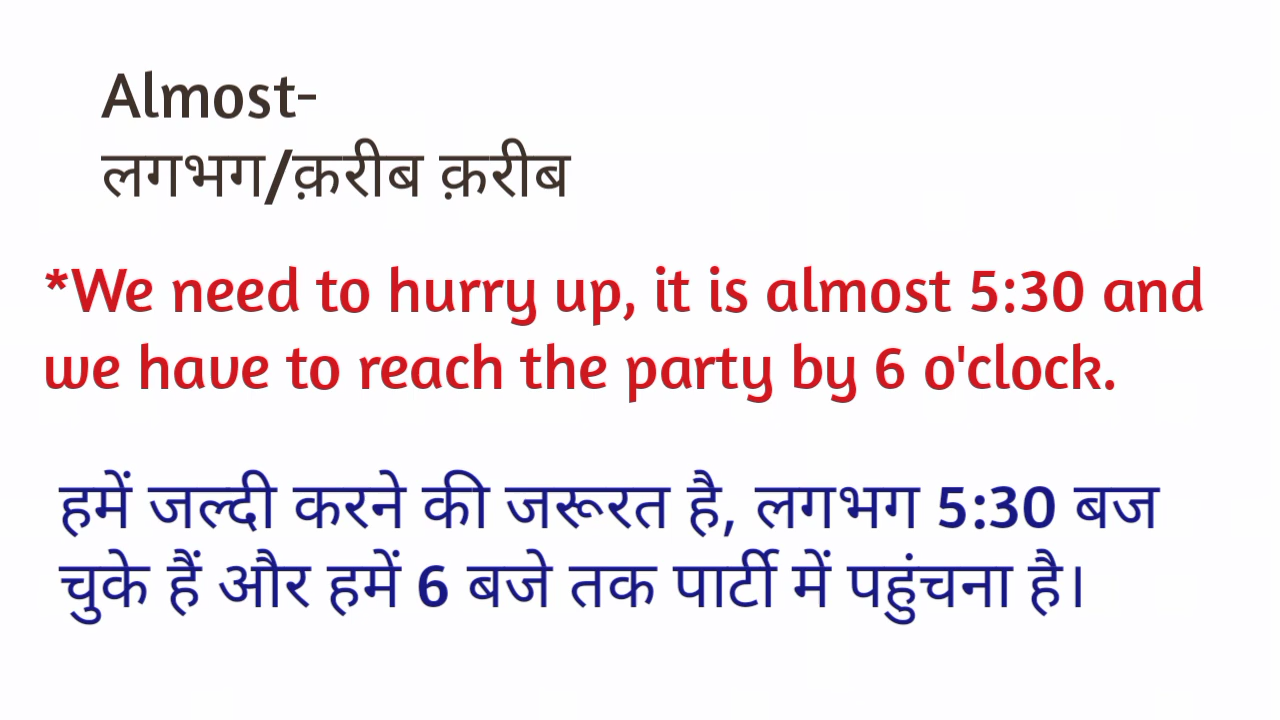 Almost-
लगभग/क़रीब क़रीब
*We need to hurry up, it is almost 5:30 and
we have to reach the party by 6 o'clock.
हमें जल्दी करने की जरूरत है, लगभग 5:30 बज
चुके हैं और हमें 6 बजे तक पार्टी में पहुंचना है।